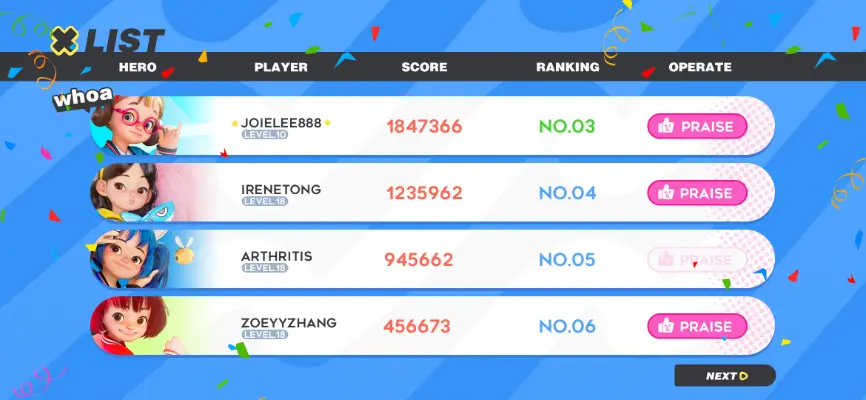 X LIST
HERO PLAYER SCORE RANKING OPERATE
whoa
JOIELEE888 1847366 NO.03 PRAISE
LEVEL.10
IRENETONG 1235962 NO.04 PRAISE
LEVEL.18
ARTHRITIS 945662 NO.05 PRAISE
LEVEL.18
ZOEYYZHANG 456673 NO.06 PRAISE
LEVEL.18
NEXT